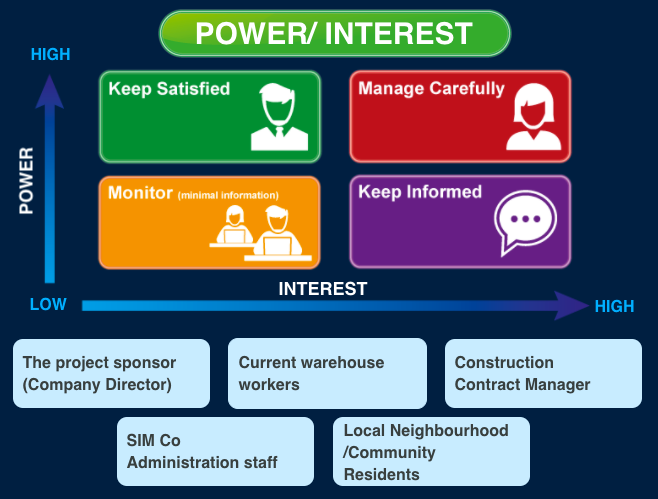 POWER/ INTEREST
HIGH
Keep Satisfied
Manage Carefully
POWER
Monitor (minimal information)
Keep Informed
INTEREST
LOW
HIGH
The project sponsor
(Company Director)
Current warehouse
workers
Construction
Contract Manager
SIM Co
Administration staff
Local Neighbourhood
/Community
Residents